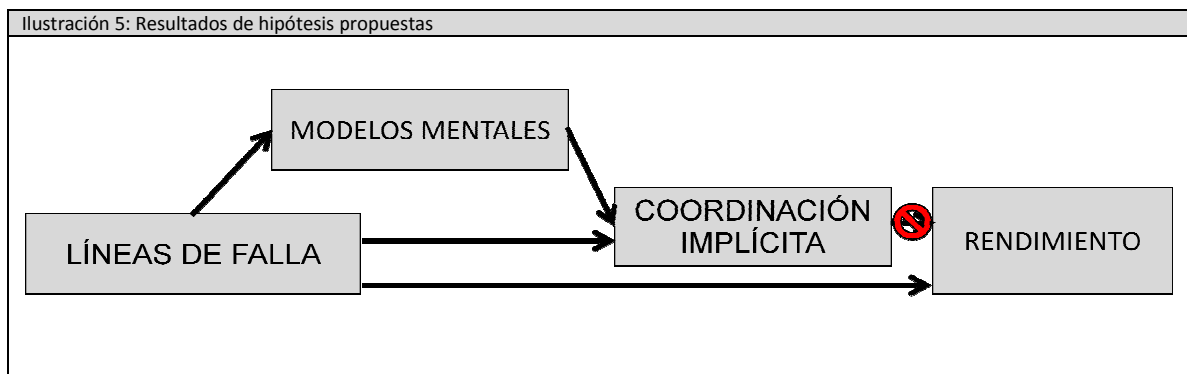 Ilustración 5: Resultados de hipótesis propuestas
MODELOS MENTALES
LÍNEAS DE FALLA
COORDINACIÓN
IMPLÍCITA
RENDIMIENTO